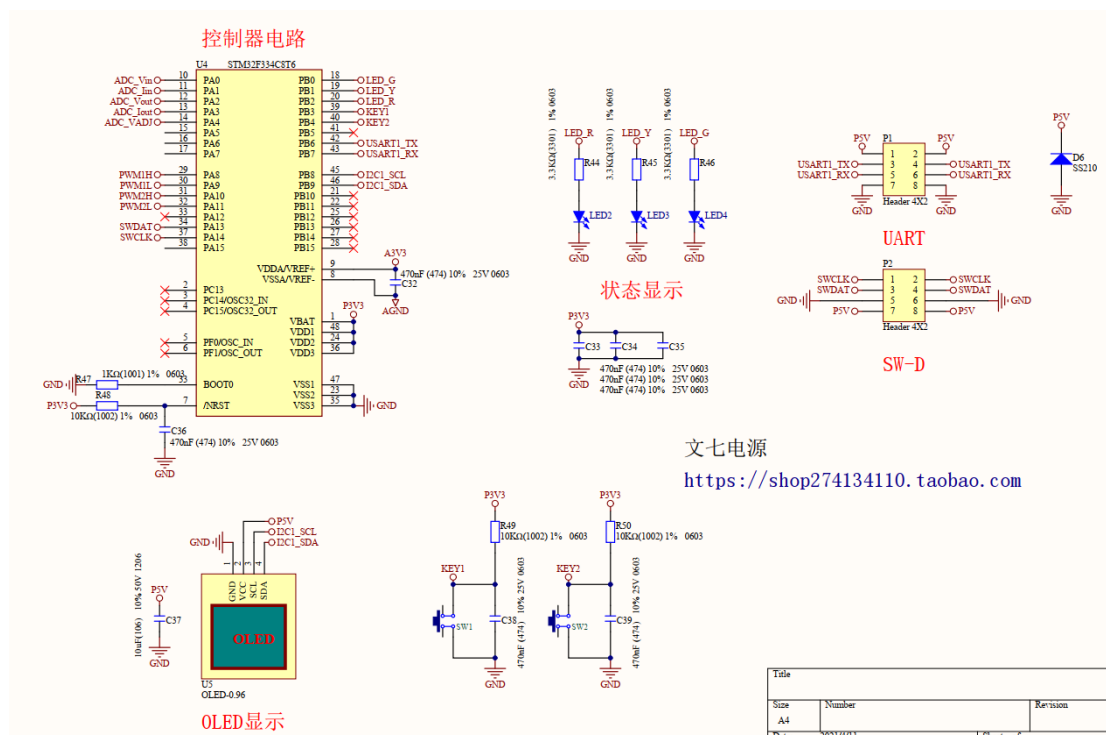 控制器电路
U4 STM32F334C8T6
ADC_Vin 10 PA0 PB0 18 LED_G
ADC_Iin 11 PA1 PB1 19 LED_Y
ADC_Vout 12 PA2 PB2 20 LED_R
ADC_Iout 13 PA3 PB3 39 KEY1
ADC_VADJ 14 PA4 PB4 40 KEY2
15 PA5 PB5 41
16 PA6 PB6 42 USART1_TX
17 PA7 PB7 43 USART1_RX
PWM1H 29 PA8 PB8 45 I2C1_SCL
PWM1L 30 PA9 PB9 46 I2C1_SDA
PWM2H 31 PA10 PB10 21
PWM2L 32 PA11 PB11 22
33 PA12 PB12 25
SWDAT 34 PA13 PB13 26
SWCLK 37 PA14 PB14 27
38 PA15 PB15 28
VDDA/VREF+ 9 A3V3
VSSA/VREF- 8
470nF (474) 10% 25V 0603
C32
AGND
2 PC13
3 PC14/OSC32_IN
4 PC15/OSC32_OUT
P3V3
VBAT 1
VDD1 48
5 PF0/OSC_IN VDD2 24
6 PF1/OSC_OUT VDD3 36
1KΩ(1001) 1% 0603
GND R47 BOOT0 VSS1 47
R48 VSS2 23
P3V3 7 /NRST VSS3 35 GND
10KΩ(1002) 1% 0603
C36
470nF (474) 10% 25V 0603
GND
3.3KΩ(3301) 1% 0603
3.3KΩ(3301) 1% 0603
3.3KΩ(3301) 1% 0603
LED_R LED_Y LED_G
R44 R45 R46
LED2 LED3 LED4
GND GND GND
状态显示
P3V3
C33 C34 C35
470nF (474) 10% 25V 0603
470nF (474) 10% 25V 0603
470nF (474) 10% 25V 0603
GND
P1
P5V P5V
1 2
USART1_TX 3 4 USART1_TX
USART1_RX 5 6 USART1_RX
7 8
Header 4X2
GND GND
UART
P5V
D6
SS210
GND
P2
SWCLK 1 2 SWCLK
SWDAT 3 4 SWDAT
GND 5 6 GND
P5V 7 8 P5V
Header 4X2
SW-D
文七电源
https://shop274134110.taobao.com
P5V
I2C1_SCL
GND I2C1_SDA
1 2 3 4
GND VCC SCL SDA
OLED
U5
OLED-0.96
OLED显示
P5V
C37
10uF(106) 10% 50V 1206
GND
P3V3
R49
10KΩ(1002) 1% 0603
KEY1
SW1
C38
470nF (474) 10% 25V 0603
GND
P3V3
R50
10KΩ(1002) 1% 0603
KEY2
SW2
C39
470nF (474) 10% 25V 0603
GND
Title
Size Number Revision
A4